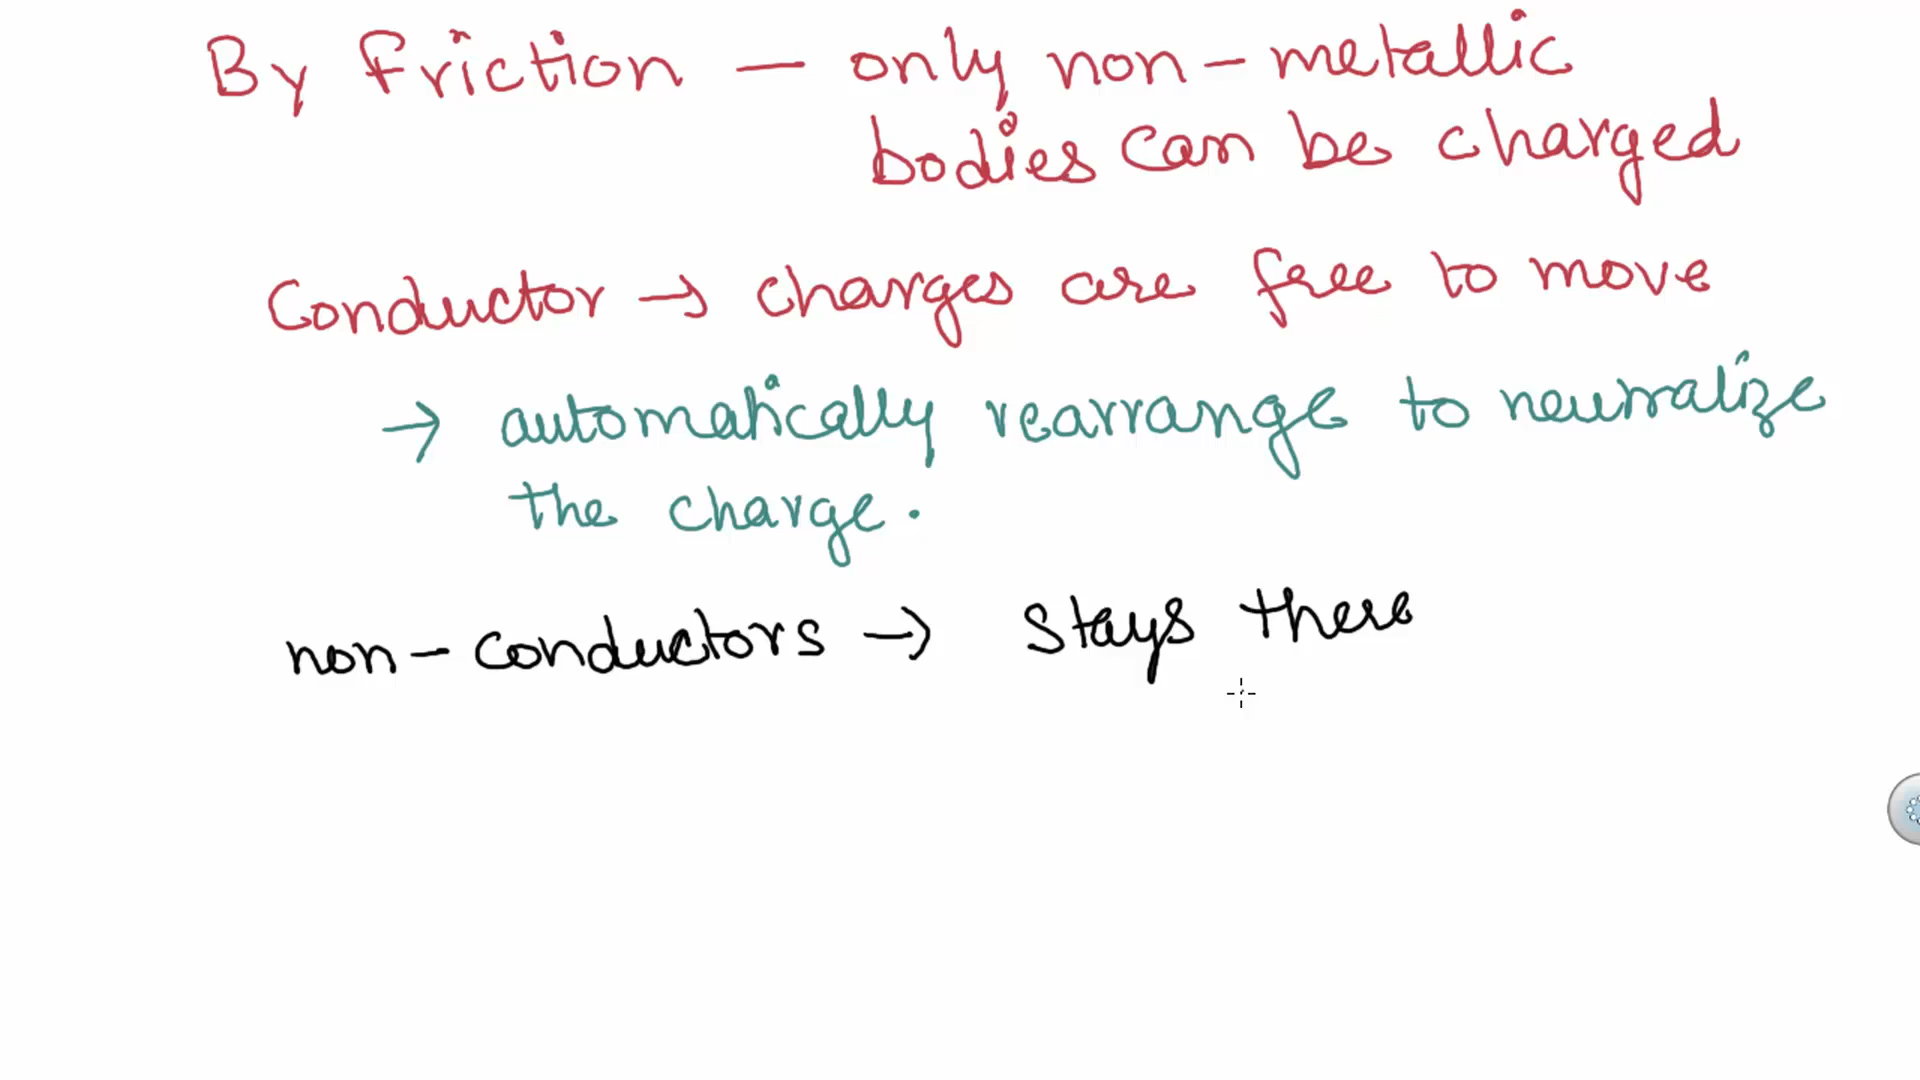 By Friction - only non-metallic
bodies can be charged
Conductor → charges are free to move
→ automatically rearrange to neutralize
the charge.
non-conductors → stays there